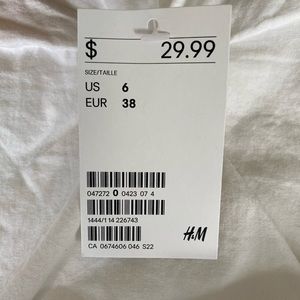 $ 29.99
SIZE/TAILLE
US 6
EUR 38
047272 0 0423 07 4
1444/1 14 226743
H&M
CA 0674606 046 S22